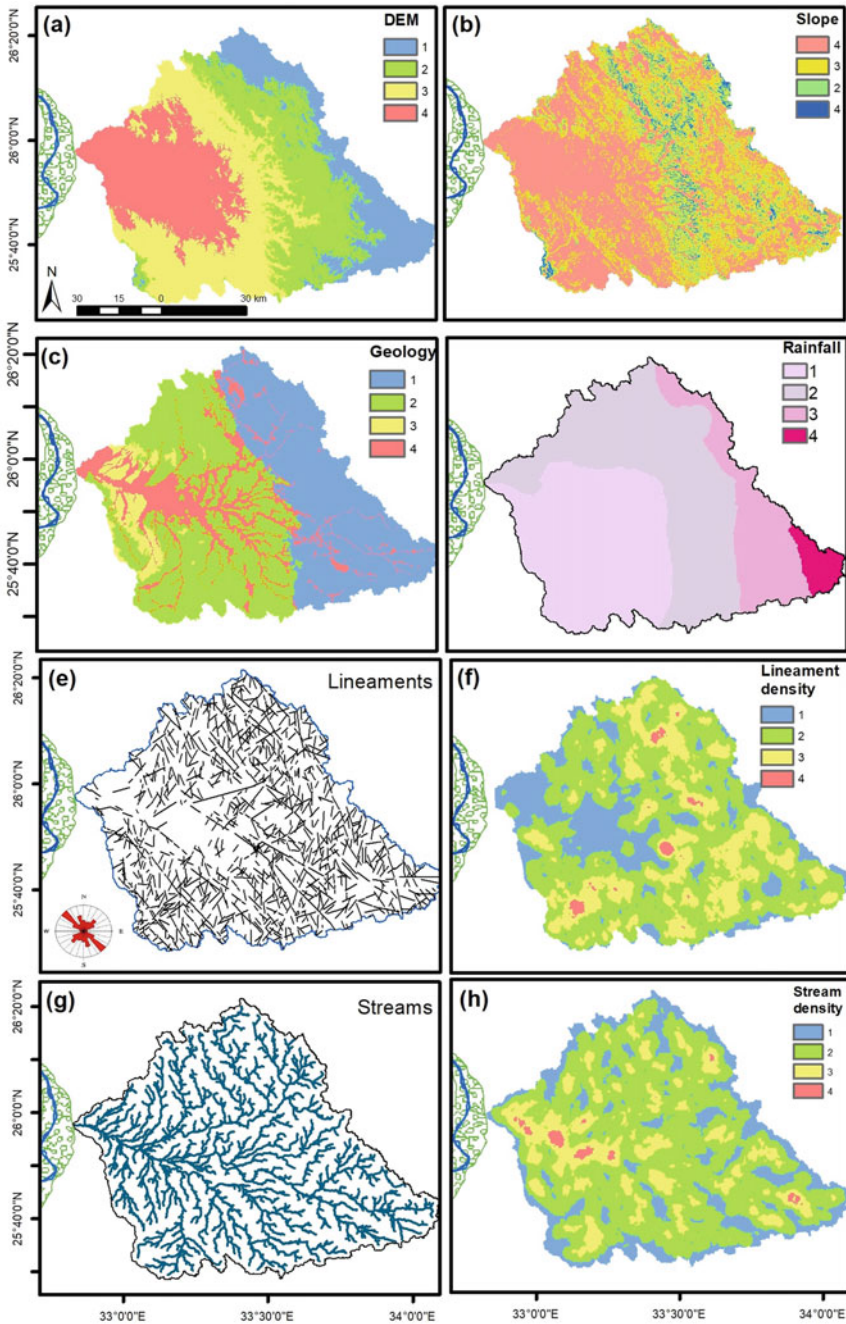 (a)
DEM
1
2
3
4
26°20'0"N
26°0'0"N
25°40'0"N
N
30 15 0 30 km
(b)
Slope
4
3
2
4
(c)
Geology
1
2
3
4
26°20'0"N
26°0'0"N
25°40'0"N
Rainfall
1
2
3
4
(e)
Lineaments
26°20'0"N
26°0'0"N
25°40'0"N
N
W E
S
(f)
Lineament
density
1
2
3
4
(g)
Streams
26°20'0"N
26°0'0"N
25°40'0"N
(h)
Stream
density
1
2
3
4
33°0'0"E 33°30'0"E 34°0'0"E
33°0'0"E 33°30'0"E 34°0'0"E